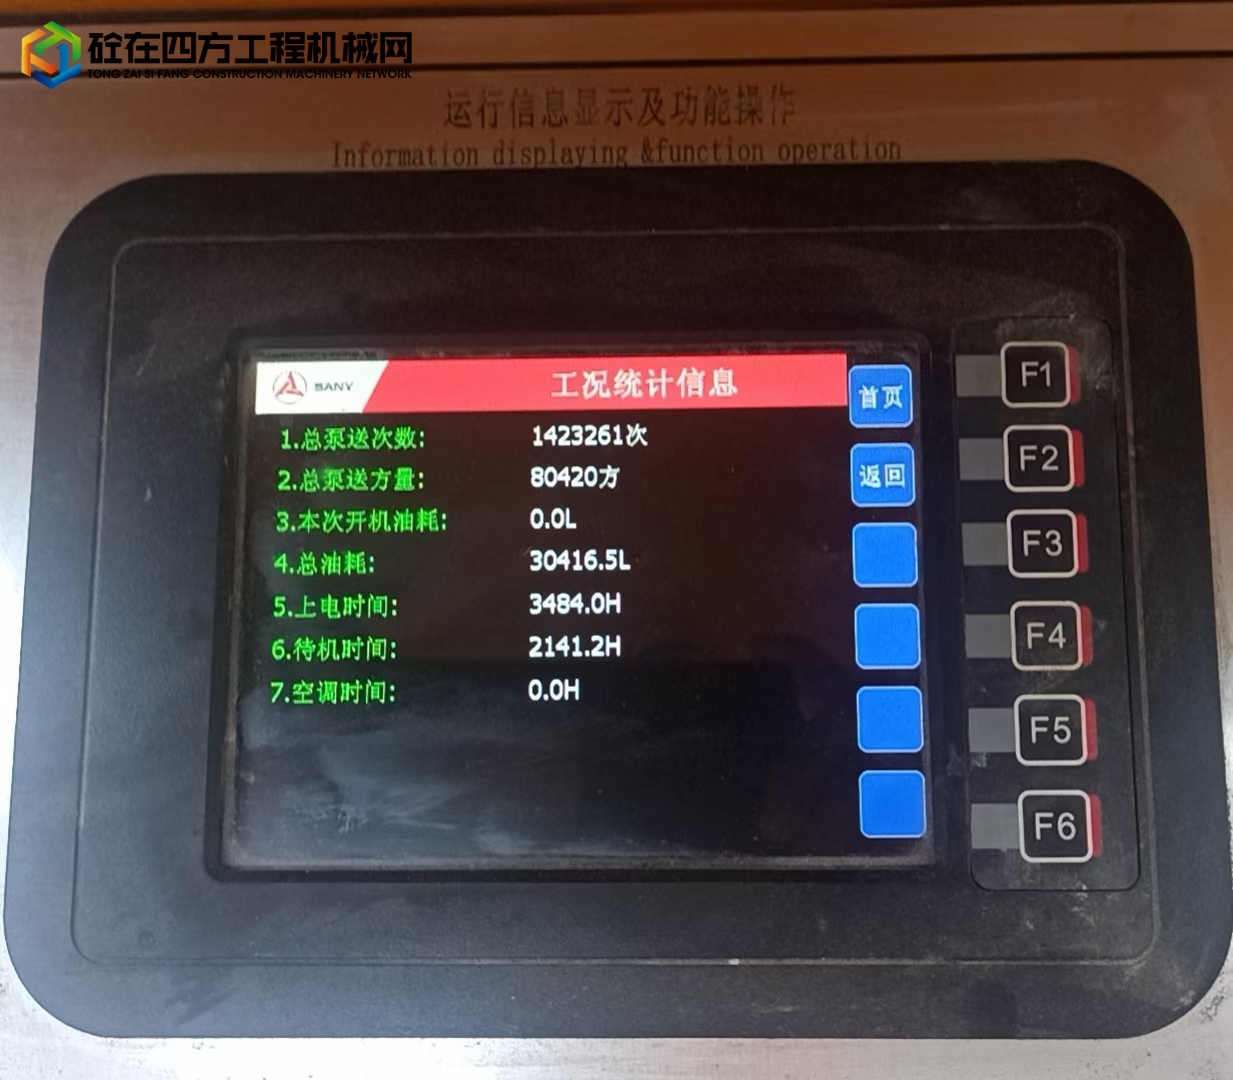 砼在四方工程机械网
TONG ZAI SI FANG CONSTRUCTION MACHINERY NETWORK
运行信息显示及功能操作
Information displaying &function operation
SANY
工况统计信息
首页
F1
1.总泵送次数: 1423261次
2.总泵送方量: 80420方
返回
F2
3.本次开机油耗: 0.0L
F3
4.总油耗: 30416.5L
5.上电时间: 3484.0H
F4
6.待机时间: 2141.2H
7.空调时间: 0.0H
F5
F6